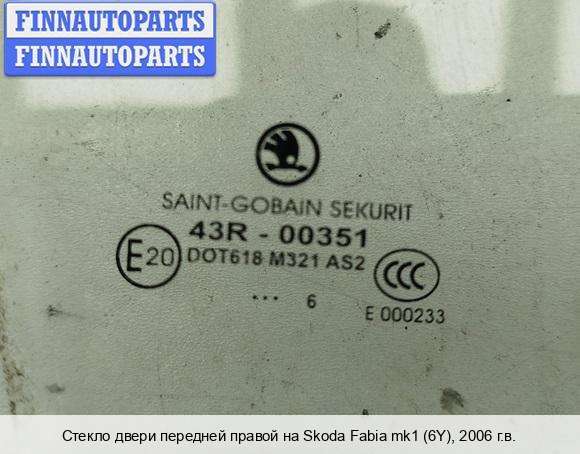 FINNAUTOPARTS
FINNAUTOPARTS
SAINT-GOBAIN SEKURIT
43R - 00351
E20 DOT618 M321 AS2 CCC
... 6
E 000233
Стекло двери передней правой на Skoda Fabia mk1 (6Y), 2006 г.в.